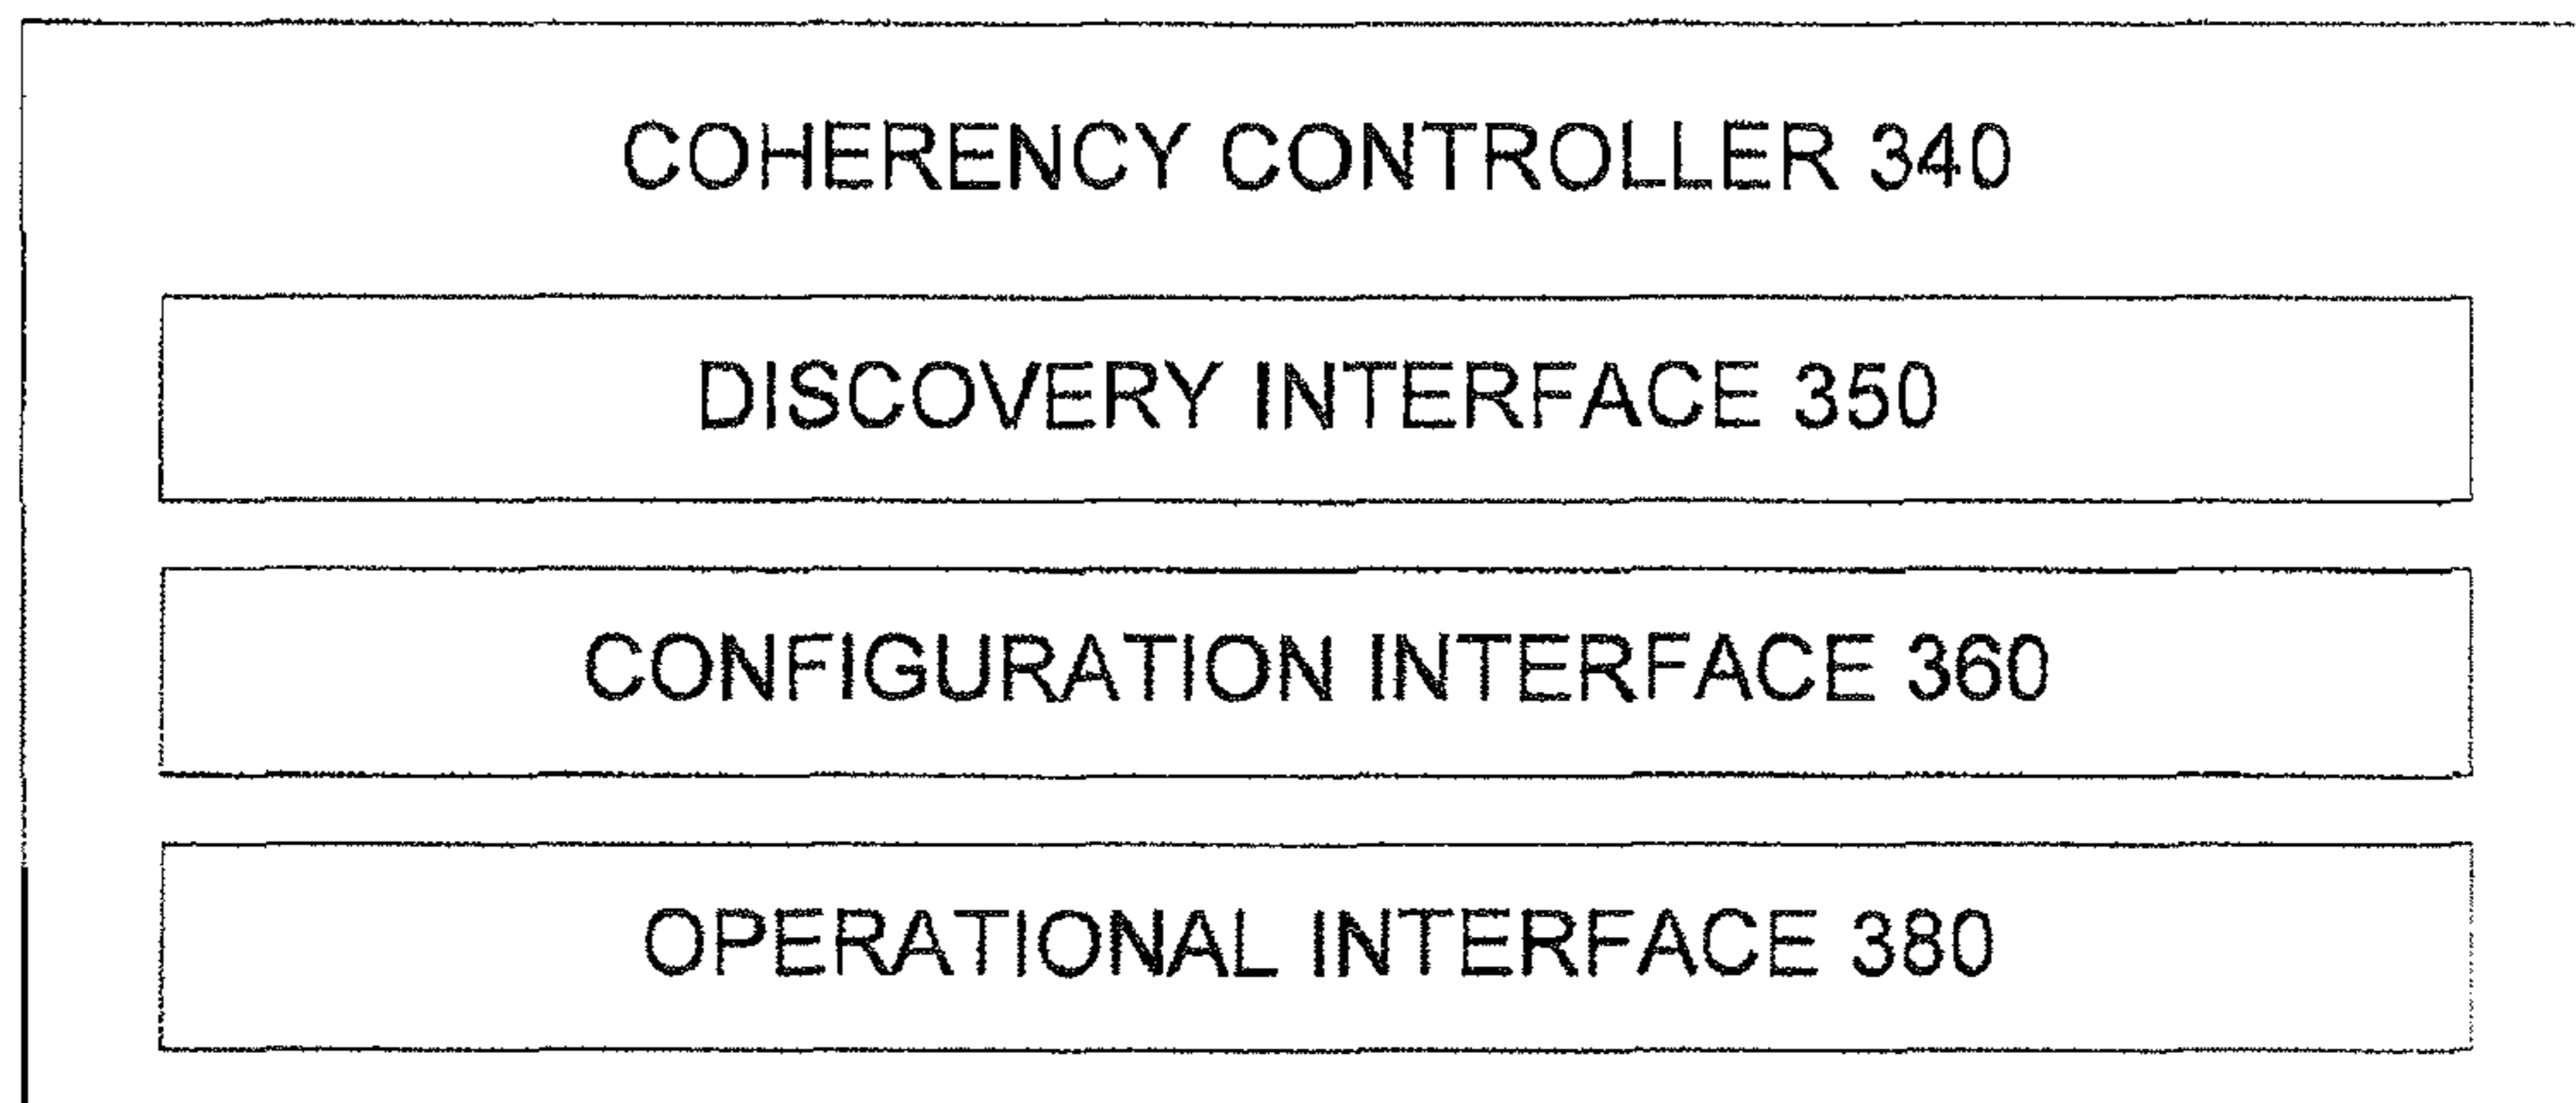 COHERENCY CONTROLLER 340
DISCOVERY INTERFACE 350
CONFIGURATION INTERFACE 360
OPERATIONAL INTERFACE 380